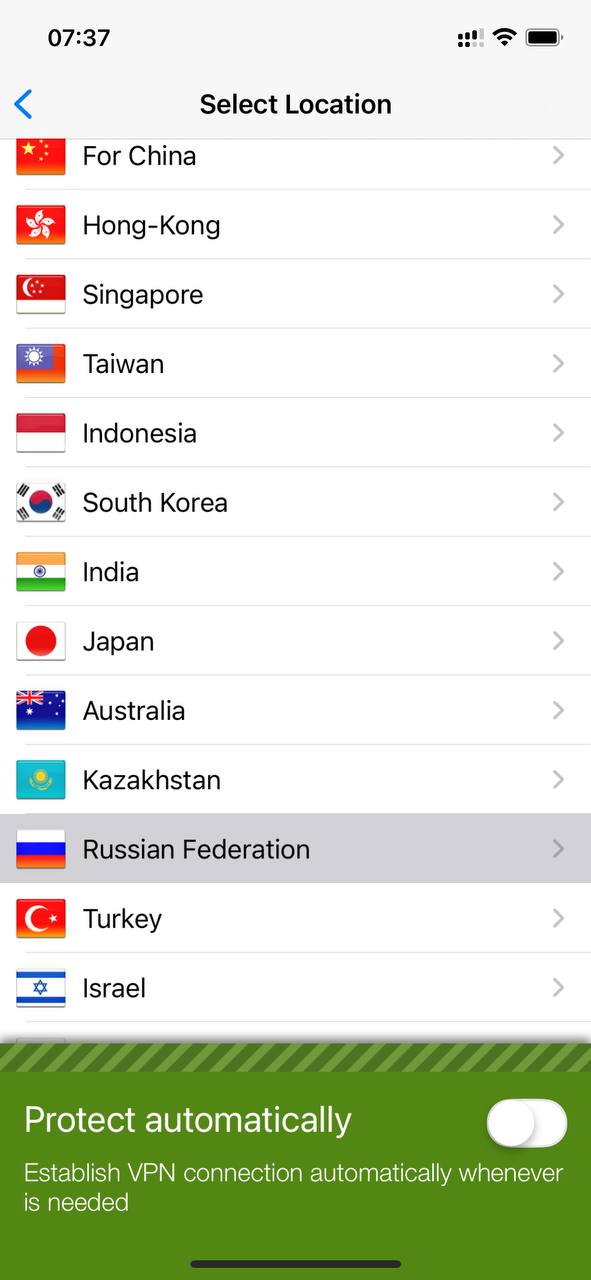 07:37
Select Location
For China
Hong-Kong
Singapore
Taiwan
Indonesia
South Korea
India
Japan
Australia
Kazakhstan
Russian Federation
Turkey
Israel
Protect automatically
Establish VPN connection automatically whenever
is needed